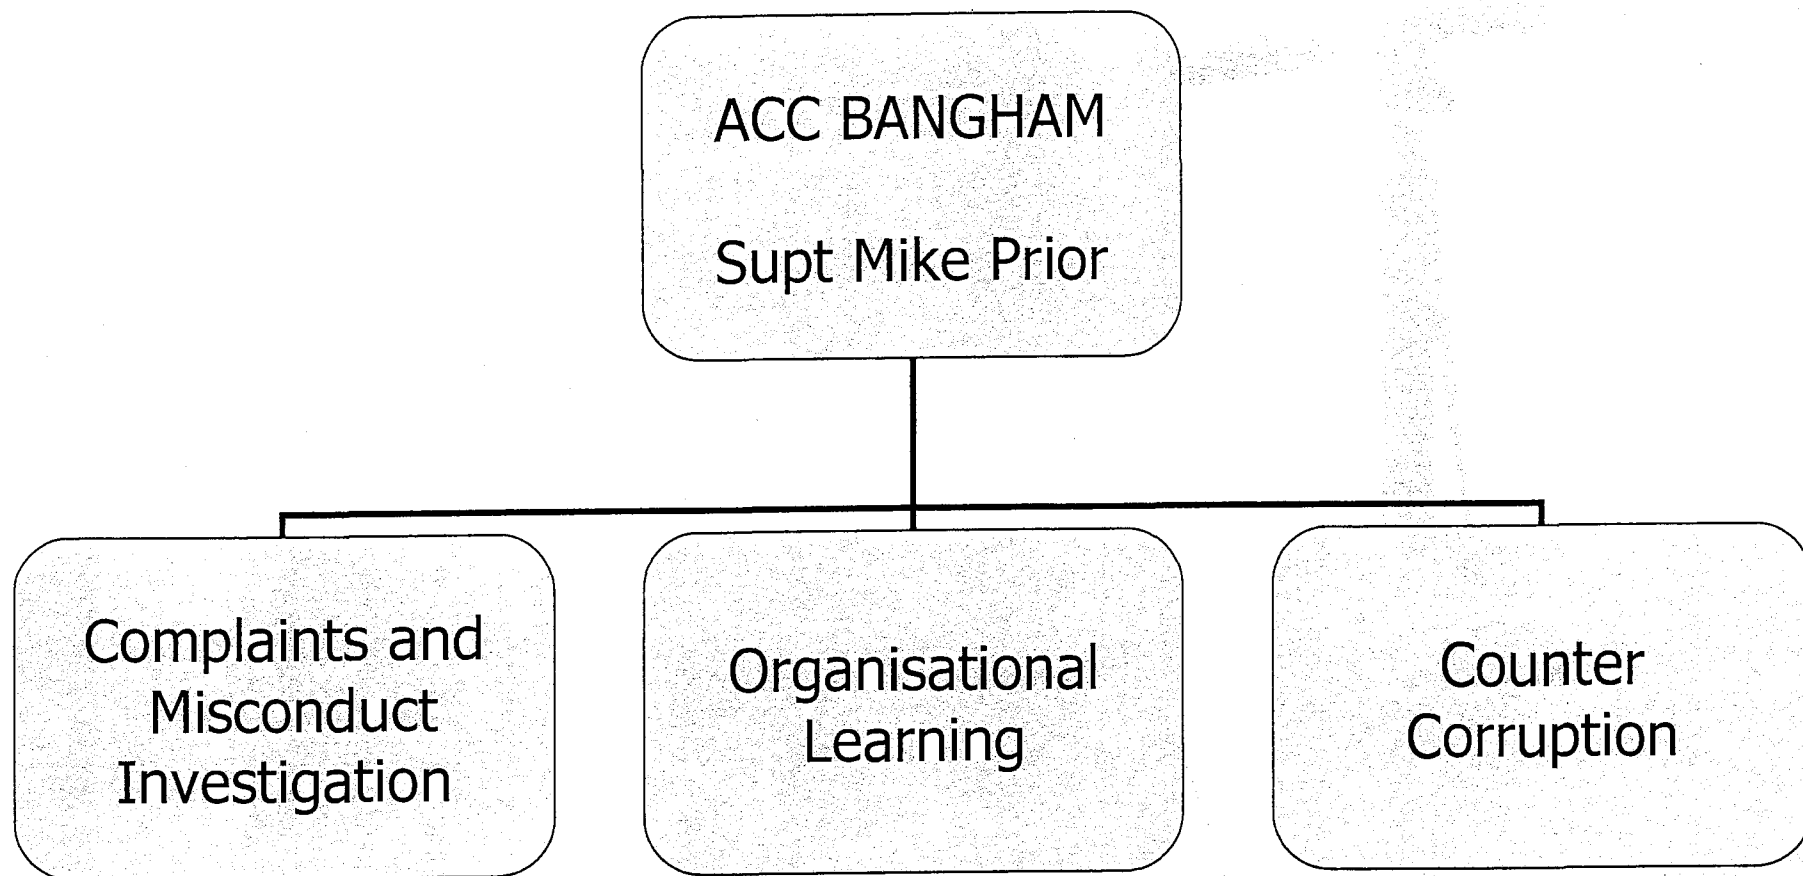 ACC BANGHAM
Supt Mike Prior
Complaints and
Misconduct
Investigation
Organisational
Learning
Counter
Corruption